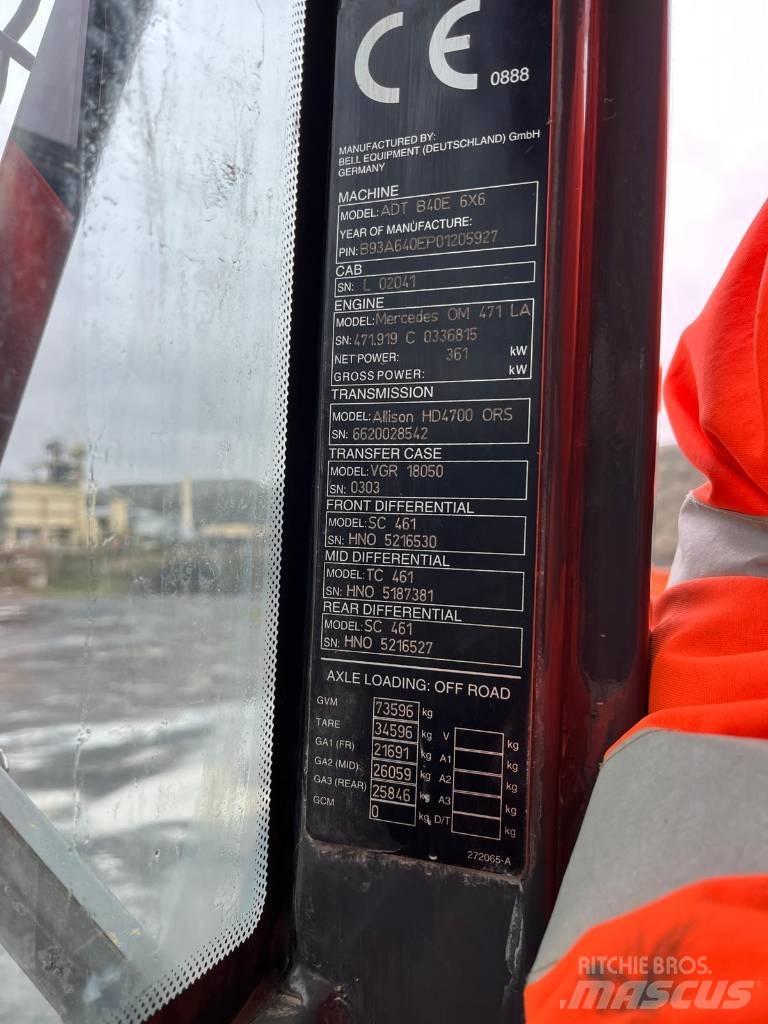 CE 0888
MANUFACTURED BY:
BELL EQUIPMENT (DEUTSCHLAND) GmbH
GERMANY
MACHINE
MODEL: ADT B40E 6X6
YEAR OF MANUFACTURE:
PIN: B93A640EP01205927
CAB
SN: L 02041
ENGINE
MODEL: Mercedes OM 471 LA
SN: 471.919 C 0336815
NET POWER: 361 kW
GROSS POWER: kW
TRANSMISSION
MODEL: Allison HD4700 ORS
SN: 6620028542
TRANSFER CASE
MODEL: VGR 18050
SN: 0303
FRONT DIFFERENTIAL
MODEL: SC 461
SN: HNO 5216530
MID DIFFERENTIAL
MODEL: TC 461
SN: HNO 5187381
REAR DIFFERENTIAL
MODEL: SC 461
SN: HNO 5216527
AXLE LOADING: OFF ROAD
GVM 73596 kg
TARE 34596 kg V kg
GA1 (FR) 21691 kg A1 kg
GA2 (MID) 26059 kg A2 kg
GA3 (REAR) 25846 kg A3 kg
GCM 0 kg D/T kg
272065-A
RITCHIE BROS.
MASCUS